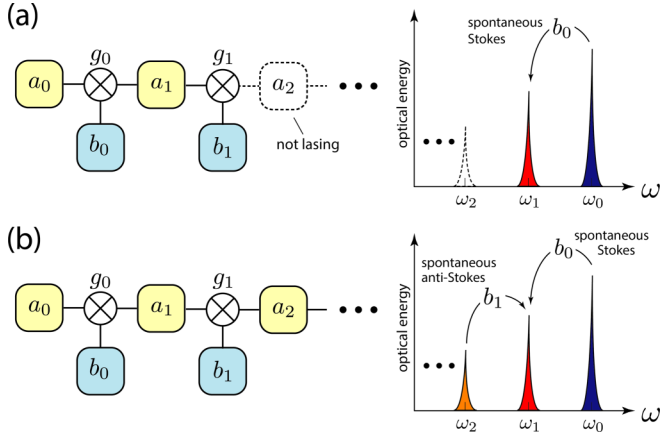 (a)
g₀ g₁
a₀ a₁ a₂ •••
b₀ b₁
not lasing
spontaneous
Stokes
b₀
optical energy
•••
ω₂ ω₁ ω₀ ω
(b)
g₀ g₁
a₀ a₁ a₂ •••
b₀ b₁
spontaneous
Stokes
b₀
spontaneous
anti-Stokes
b₁
optical energy
•••
ω₂ ω₁ ω₀ ω